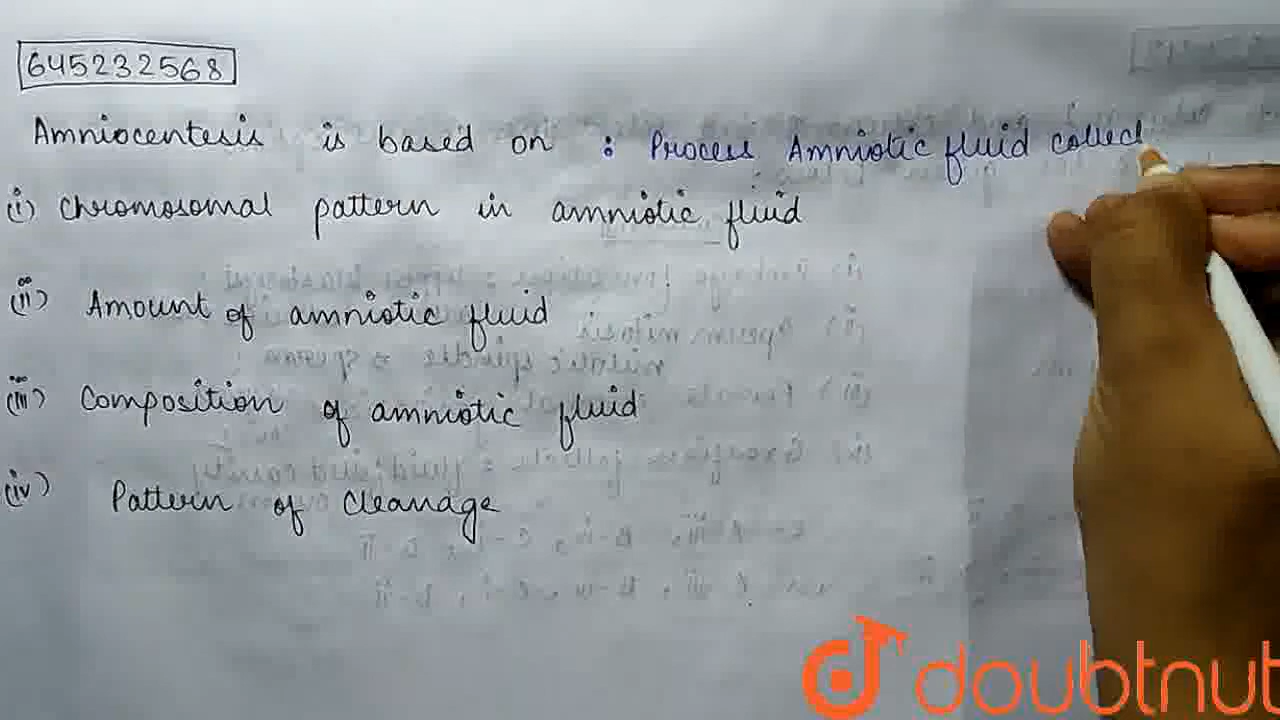 645232568
Amniocentesis is based on : Process Amniotic fluid collect
(i) Chromosomal pattern in amniotic fluid
(ii) Amount of amniotic fluid
(iii) Composition of amniotic fluid
(iv) Pattern of Cleanage
doubtnut